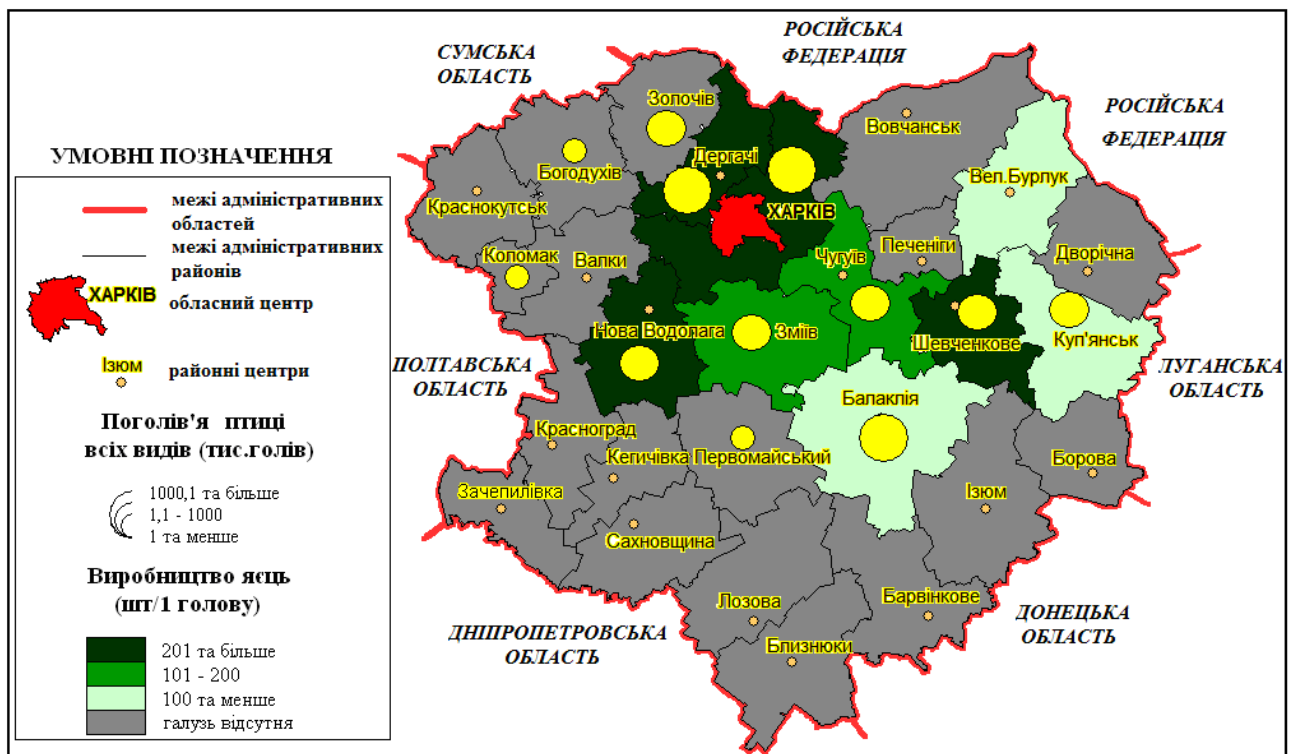 УМОВНІ ПОЗНАЧЕННЯ
межі адміністративних
областей
межі адміністративних
районів
ХАРКІВ
обласний центр
Ізюм
районні центри
Поголів'я птиці
всіх видів (тис.голів)
1000,1 та більше
1,1 - 1000
1 та менше
Виробництво яєць
(шт/1 голову)
201 та більше
101 - 200
100 та менше
галузь відсутня
СУМСЬКА
ОБЛАСТЬ
РОСІЙСЬКА
ФЕДЕРАЦІЯ
РОСІЙСЬКА
ФЕДЕРАЦІЯ
Золочів
Вовчанськ
Богодухів
Дергачі
Вел.Бурлук
Краснокутськ
ХАРКІВ
Коломак
Валки
Чугуїв
Печеніги
Дворічна
Нова Водолага
Зміїв
Шевченкове
Куп'янськ
ПОЛТАВСЬКА
ОБЛАСТЬ
ЛУГАНСЬКА
ОБЛАСТЬ
Балаклія
Красноград
Кегичівка
Первомайський
Борова
Зачепилівка
Ізюм
Сахновщина
Лозова
Барвінкове
Близнюки
ДНІПРОПЕТРОВСЬКА
ОБЛАСТЬ
ДОНЕЦЬКА
ОБЛАСТЬ